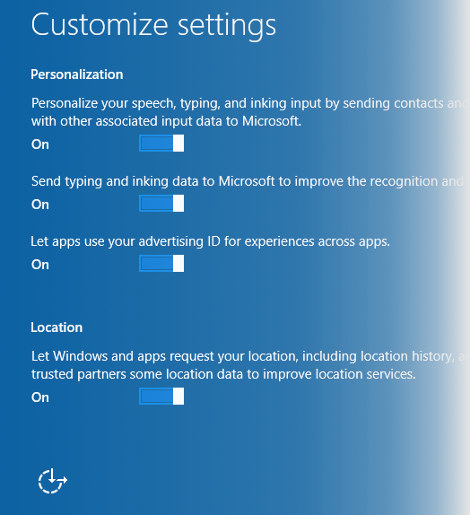 Customize settings
Personalization
Personalize your speech, typing, and inking input by sending contacts and
with other associated input data to Microsoft.
On
Send typing and inking data to Microsoft to improve the recognition and
On
Let apps use your advertising ID for experiences across apps.
On
Location
Let Windows and apps request your location, including location history,
trusted partners some location data to improve location services.
On